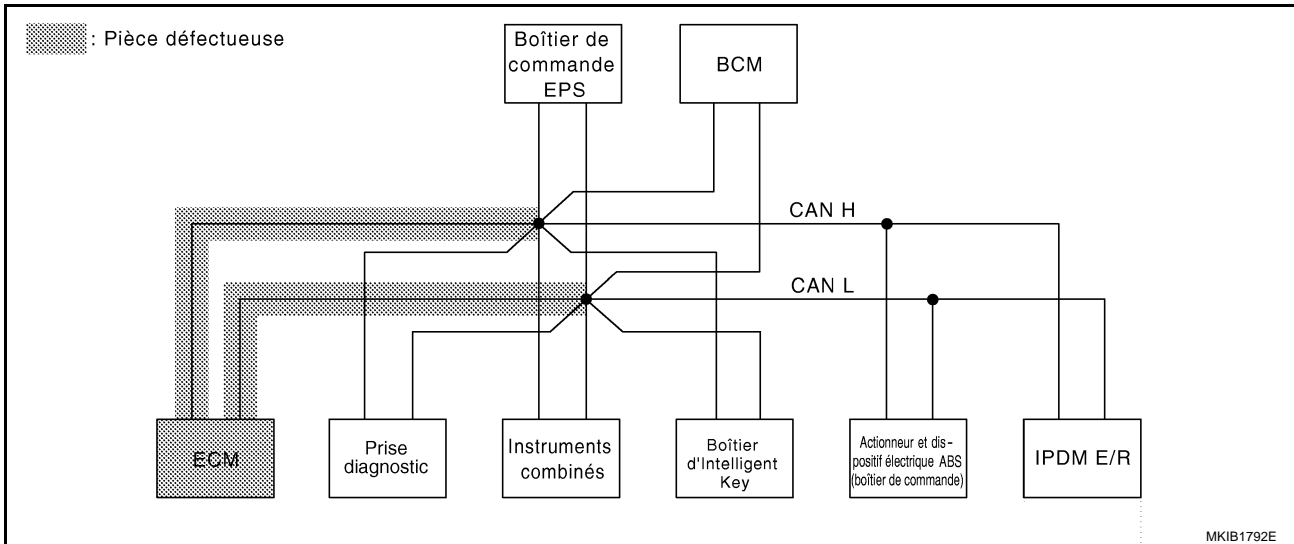 : Pièce défectueuse
Boîtier de
commande
EPS
BCM
CAN H
CAN L
ECM
Prise
diagnostic
Instruments
combinés
Boîtier
d'Intelligent
Key
Actionneur et dis-
positif électrique ABS
(boîtier de commande)
IPDM E/R
MKIB1792E